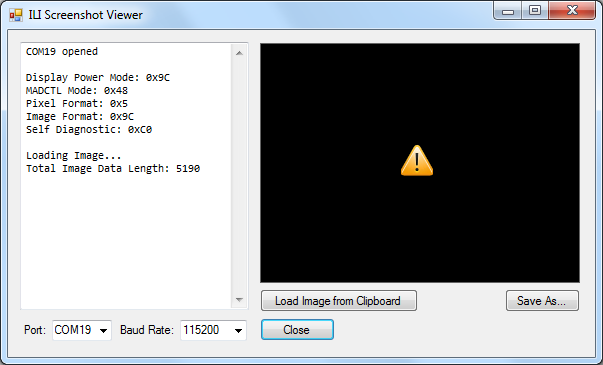 ILI Screenshot Viewer
COM19 opened
Display Power Mode: 0x9C
MADCTL Mode: 0x48
Pixel Format: 0x5
Image Format: 0x9C
Self Diagnostic: 0xC0
Loading Image...
Total Image Data Length: 5190
Load Image from Clipboard
Save As...
Port: COM19 Baud Rate: 115200 Close